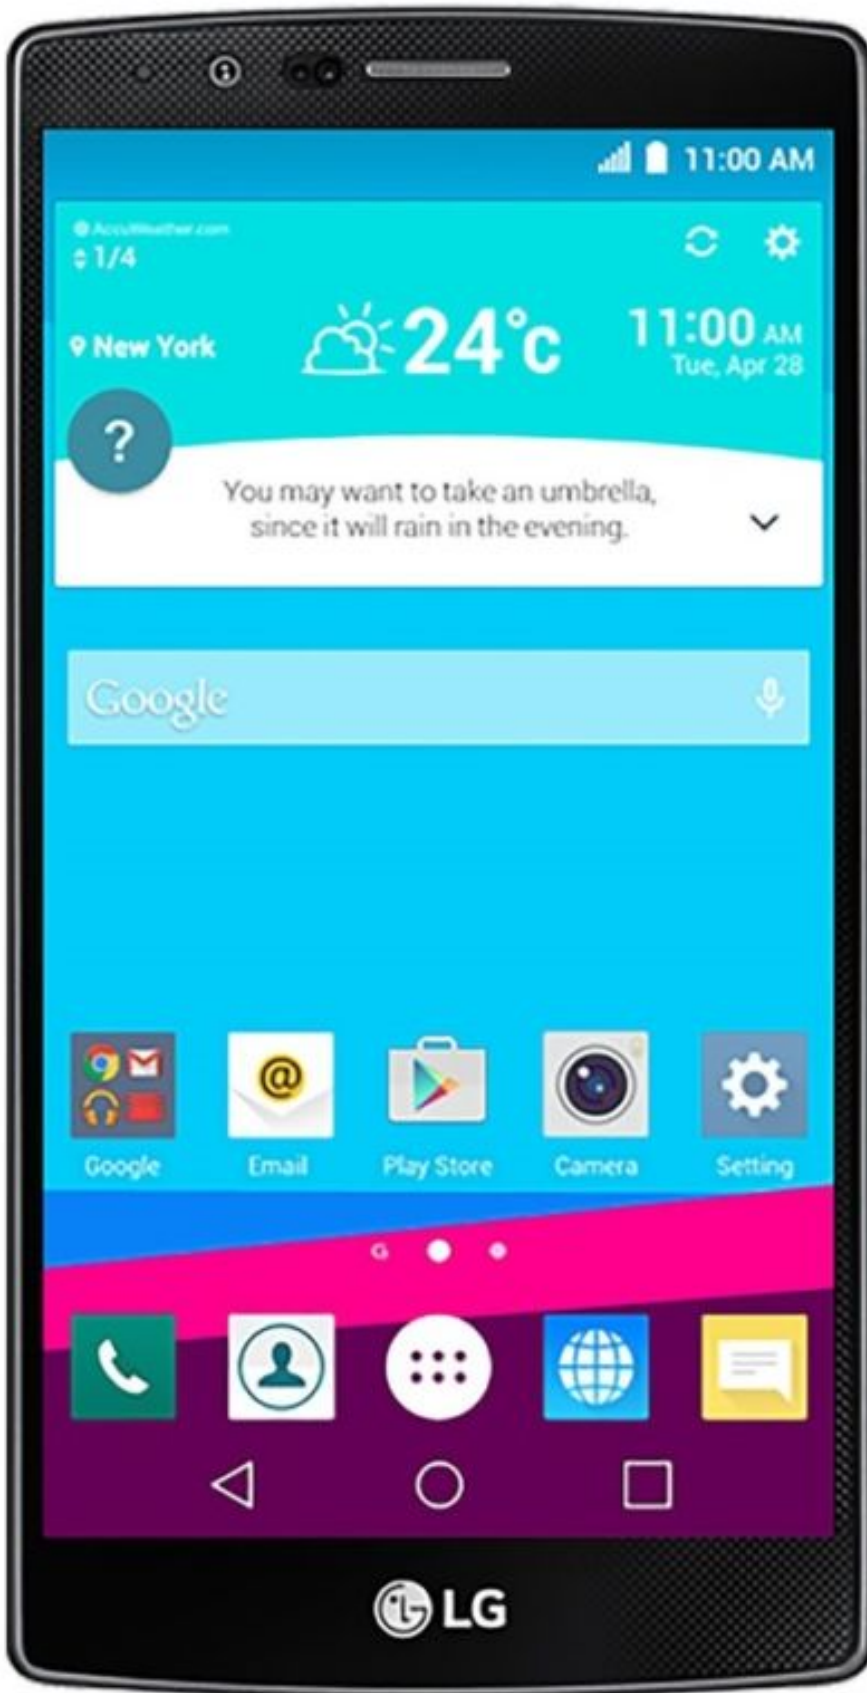 11:00 AM
AccuWeather.com
1/4
New York
24°c
11:00 AM
Tue, Apr 28
?
You may want to take an umbrella,
since it will rain in the evening.
Google
@
Google
Email
Play Store
Camera
Setting
G
LG